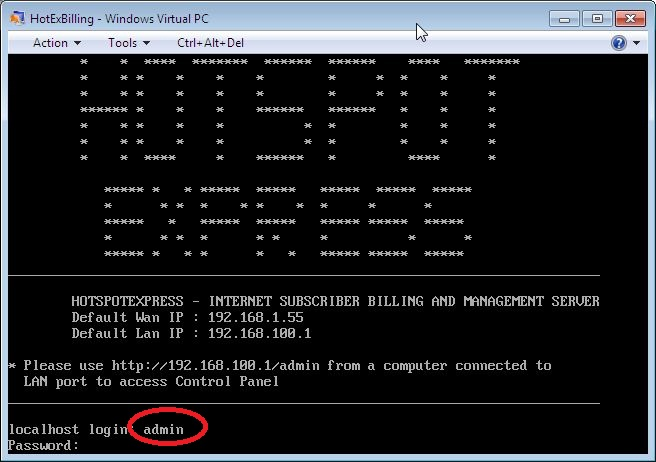 HotExBilling - Windows Virtual PC
Action Tools Ctrl+Alt+Del
HOTSPOT
EXPRESS
HOTSPOTEXPRESS - INTERNET SUBSCRIBER BILLING AND MANAGEMENT SERVER
Default Wan IP : 192.168.1.55
Default Lan IP : 192.168.100.1
* Please use http://192.168.100.1/admin from a computer connected to
LAN port to access Control Panel
localhost login: admin
Password: